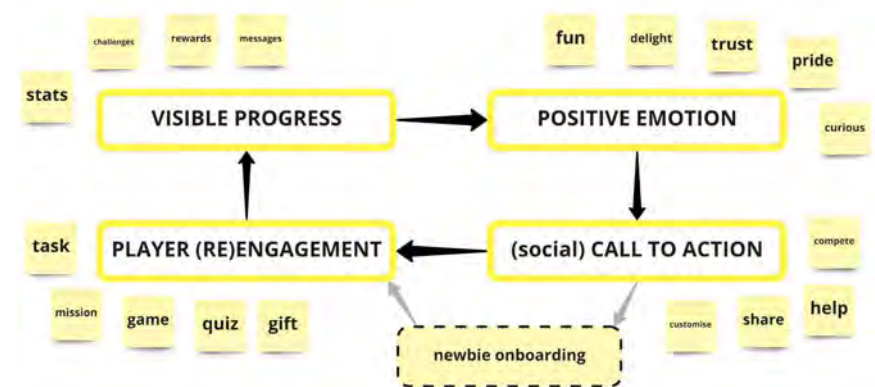 challenges
rewards
messages
stats
VISIBLE PROGRESS
fun
delight
trust
pride
POSITIVE EMOTION
curious
task
PLAYER (RE)ENGAGEMENT
(social) CALL TO ACTION
compete
mission
game
quiz
gift
newbie onboarding
customise
share
help